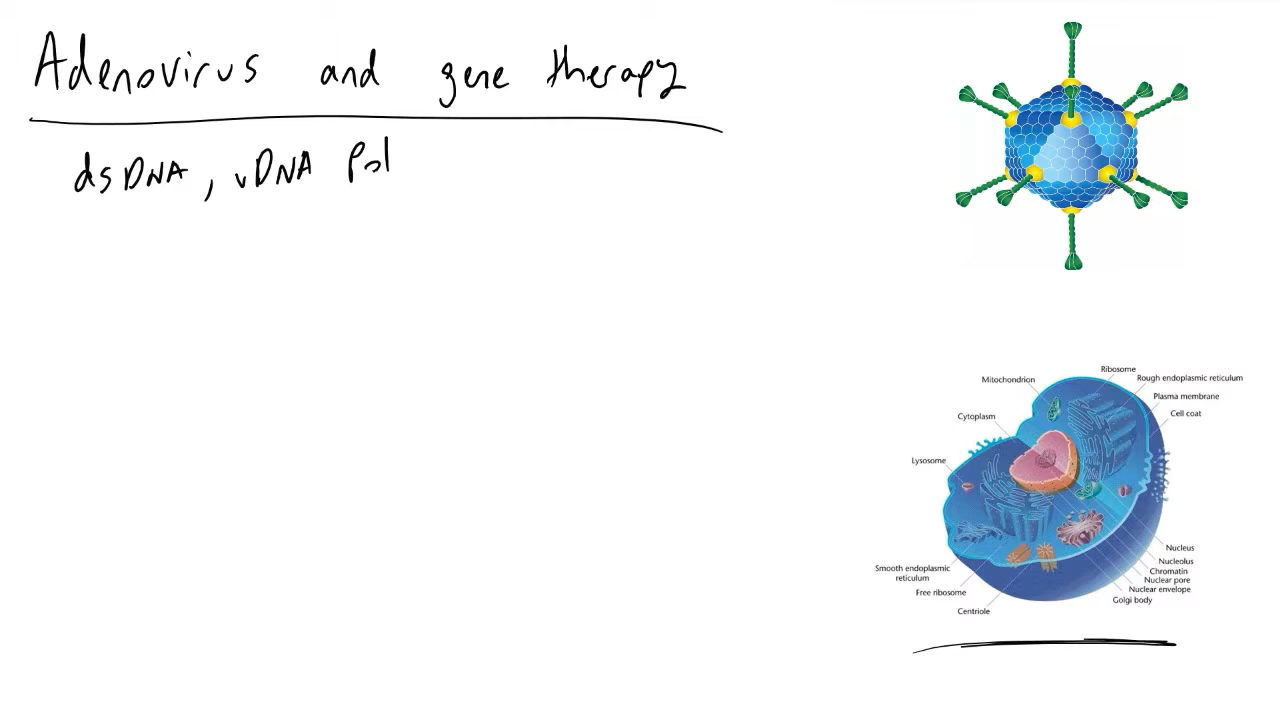 Adenovirus and gene therapy
dsDNA, vDNA Pol
Ribosome
Mitochondrion
Rough endoplasmic reticulum
Plasma membrane
Cytoplasm
Cell coat
Lysosome
Nucleus
Nucleolus
Smooth endoplasmic
reticulum
Chromatin
Nuclear pore
Nuclear envelope
Free ribosome
Golgi body
Centriole